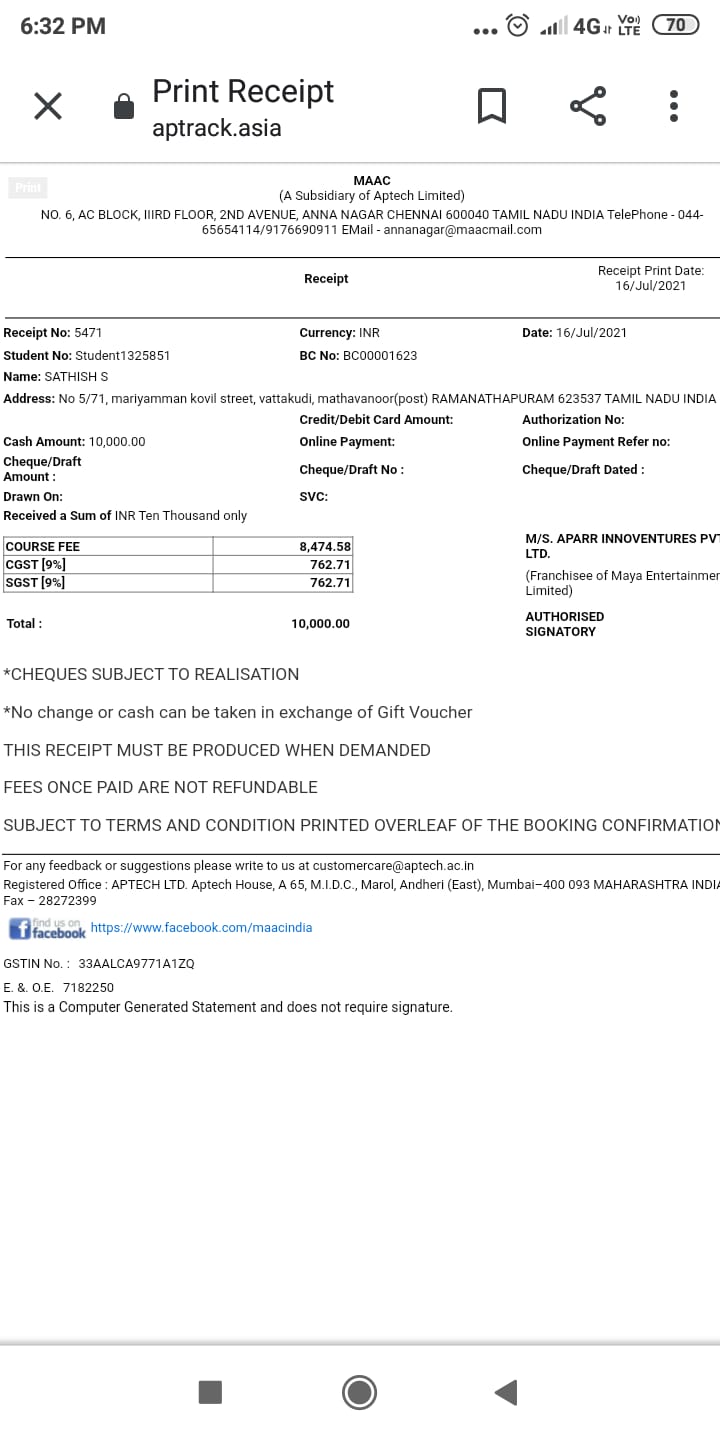 6:32 PM
4G Vo)) LTE 70
Print Receipt
aptrack.asia
Print
MAAC
(A Subsidiary of Aptech Limited)
NO. 6, AC BLOCK, IIIRD FLOOR, 2ND AVENUE, ANNA NAGAR CHENNAI 600040 TAMIL NADU INDIA TelePhone - 044-
65654114/9176690911 EMail - annanagar@maacmail.com
Receipt
Receipt Print Date:
16/Jul/2021
Receipt No: 5471 Currency: INR Date: 16/Jul/2021
Student No: Student1325851 BC No: BC00001623
Name: SATHISH S
Address: No 5/71, mariyamman kovil street, vattakudi, mathavanoor(post) RAMANATHAPURAM 623537 TAMIL NADU INDIA
Credit/Debit Card Amount: Authorization No:
Cash Amount: 10,000.00 Online Payment: Online Payment Refer no:
Cheque/Draft
Amount : Cheque/Draft No : Cheque/Draft Dated :
Drawn On: SVC:
Received a Sum of INR Ten Thousand only
COURSE FEE 8,474.58
CGST [9%] 762.71
SGST [9%] 762.71
Total : 10,000.00
M/S. APARR INNOVENTURES PVT
LTD.
(Franchisee of Maya Entertainmen
Limited)
AUTHORISED
SIGNATORY
*CHEQUES SUBJECT TO REALISATION
*No change or cash can be taken in exchange of Gift Voucher
THIS RECEIPT MUST BE PRODUCED WHEN DEMANDED
FEES ONCE PAID ARE NOT REFUNDABLE
SUBJECT TO TERMS AND CONDITION PRINTED OVERLEAF OF THE BOOKING CONFIRMATION
For any feedback or suggestions please write to us at customercare@aptech.ac.in
Registered Office : APTECH LTD. Aptech House, A 65, M.I.D.C., Marol, Andheri (East), Mumbai–400 093 MAHARASHTRA INDIA
Fax – 28272399
find us on
facebook https://www.facebook.com/maacindia
GSTIN No. : 33AALCA9771A1ZQ
E. &. O.E. 7182250
This is a Computer Generated Statement and does not require signature.